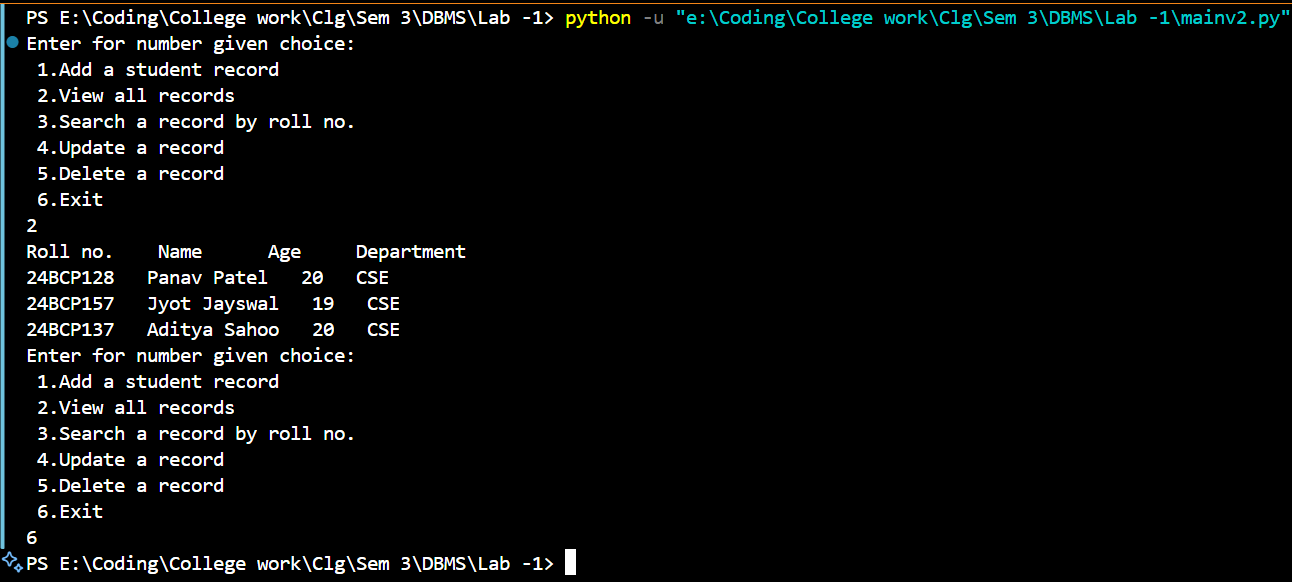 PS E:\Coding\College work\Clg\Sem 3\DBMS\Lab -1> python -u "e:\Coding\College work\Clg\Sem 3\DBMS\Lab -1\mainv2.py"
Enter for number given choice:
 1.Add a student record
 2.View all records
 3.Search a record by roll no.
 4.Update a record
 5.Delete a record
 6.Exit
2
Roll no.    Name      Age     Department
24BCP128   Panav Patel   20   CSE
24BCP157   Jyot Jayswal   19   CSE
24BCP137   Aditya Sahoo   20   CSE
Enter for number given choice:
 1.Add a student record
 2.View all records
 3.Search a record by roll no.
 4.Update a record
 5.Delete a record
 6.Exit
6
PS E:\Coding\College work\Clg\Sem 3\DBMS\Lab -1>